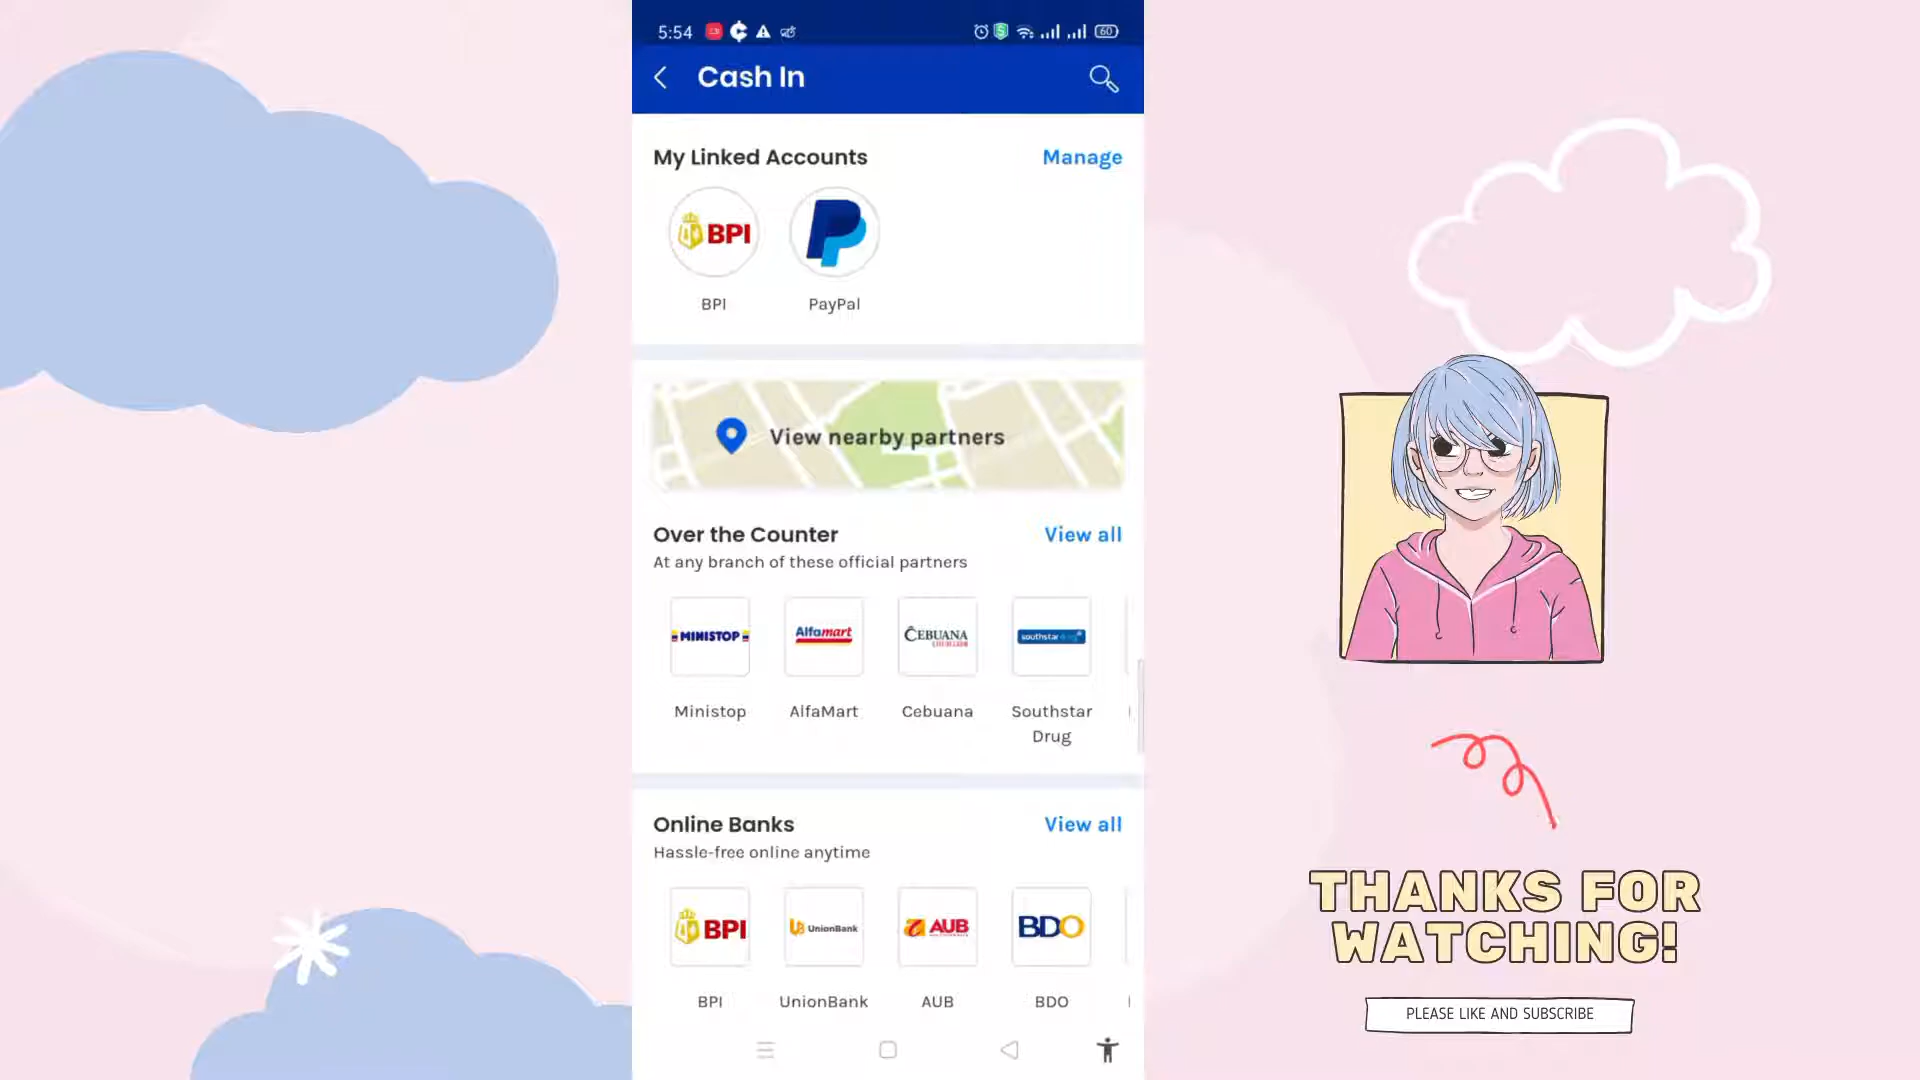 5:54
60
Cash In
My Linked Accounts
Manage
BPI
BPI
PayPal
View nearby partners
Over the Counter
View all
At any branch of these official partners
MINISTOP
Alfamart
CEBUANA
southstar drug
Ministop
AlfaMart
Cebuana
Southstar
Drug
Online Banks
View all
Hassle-free online anytime
BPI
UnionBank
AUB
BDO
BPI
UnionBank
AUB
BDO
THANKS FOR
WATCHING!
PLEASE LIKE AND SUBSCRIBE